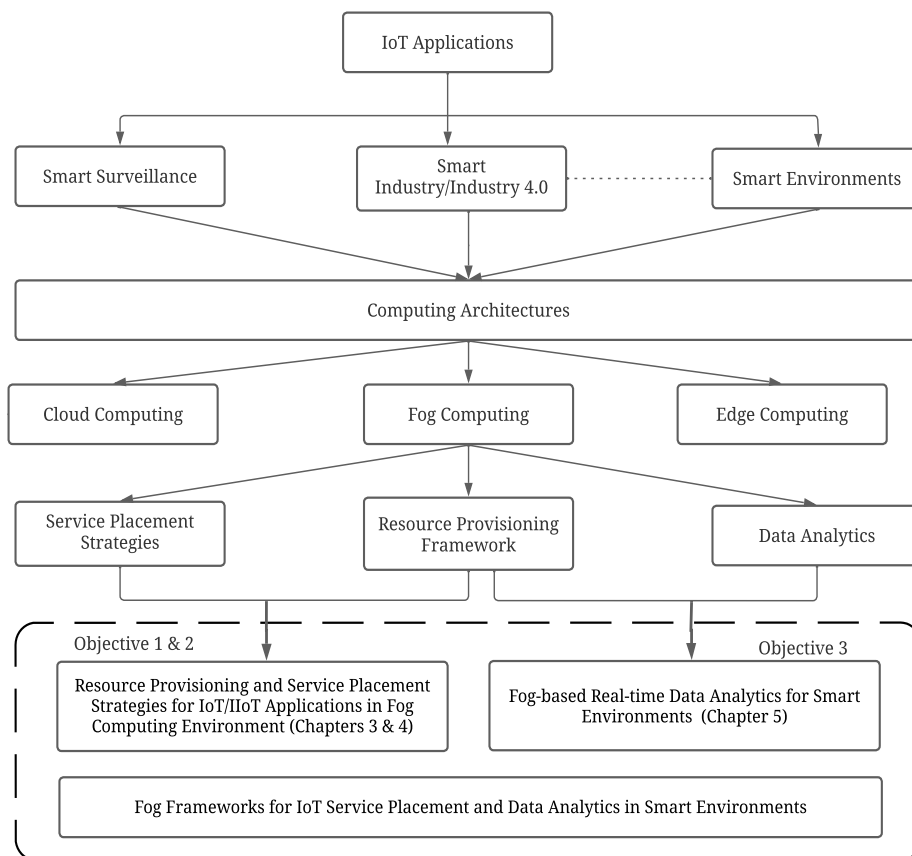 IoT Applications
Smart Surveillance
Smart
Industry/Industry 4.0
Smart Environments
Computing Architectures
Cloud Computing
Fog Computing
Edge Computing
Service Placement
Strategies
Resource Provisioning
Framework
Data Analytics
Objective 1 & 2
Objective 3
Resource Provisioning and Service Placement
Strategies for IoT/IIoT Applications in Fog
Computing Environment (Chapters 3 & 4)
Fog-based Real-time Data Analytics for Smart
Environments (Chapter 5)
Fog Frameworks for IoT Service Placement and Data Analytics in Smart Environments